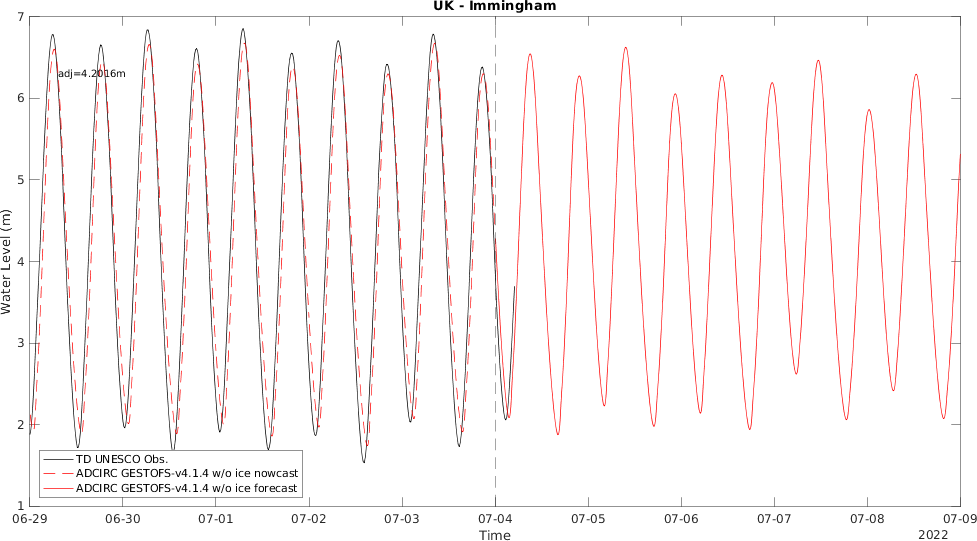 UK - Immingham
7
6
5
4
3
2
1
Water Level (m)
adj=4.2016m
TD UNESCO Obs.
ADCIRC GESTOFS-v4.1.4 w/o ice nowcast
ADCIRC GESTOFS-v4.1.4 w/o ice forecast
06-29 06-30 07-01 07-02 07-03 07-04 07-05 07-06 07-07 07-08 07-09
Time
2022